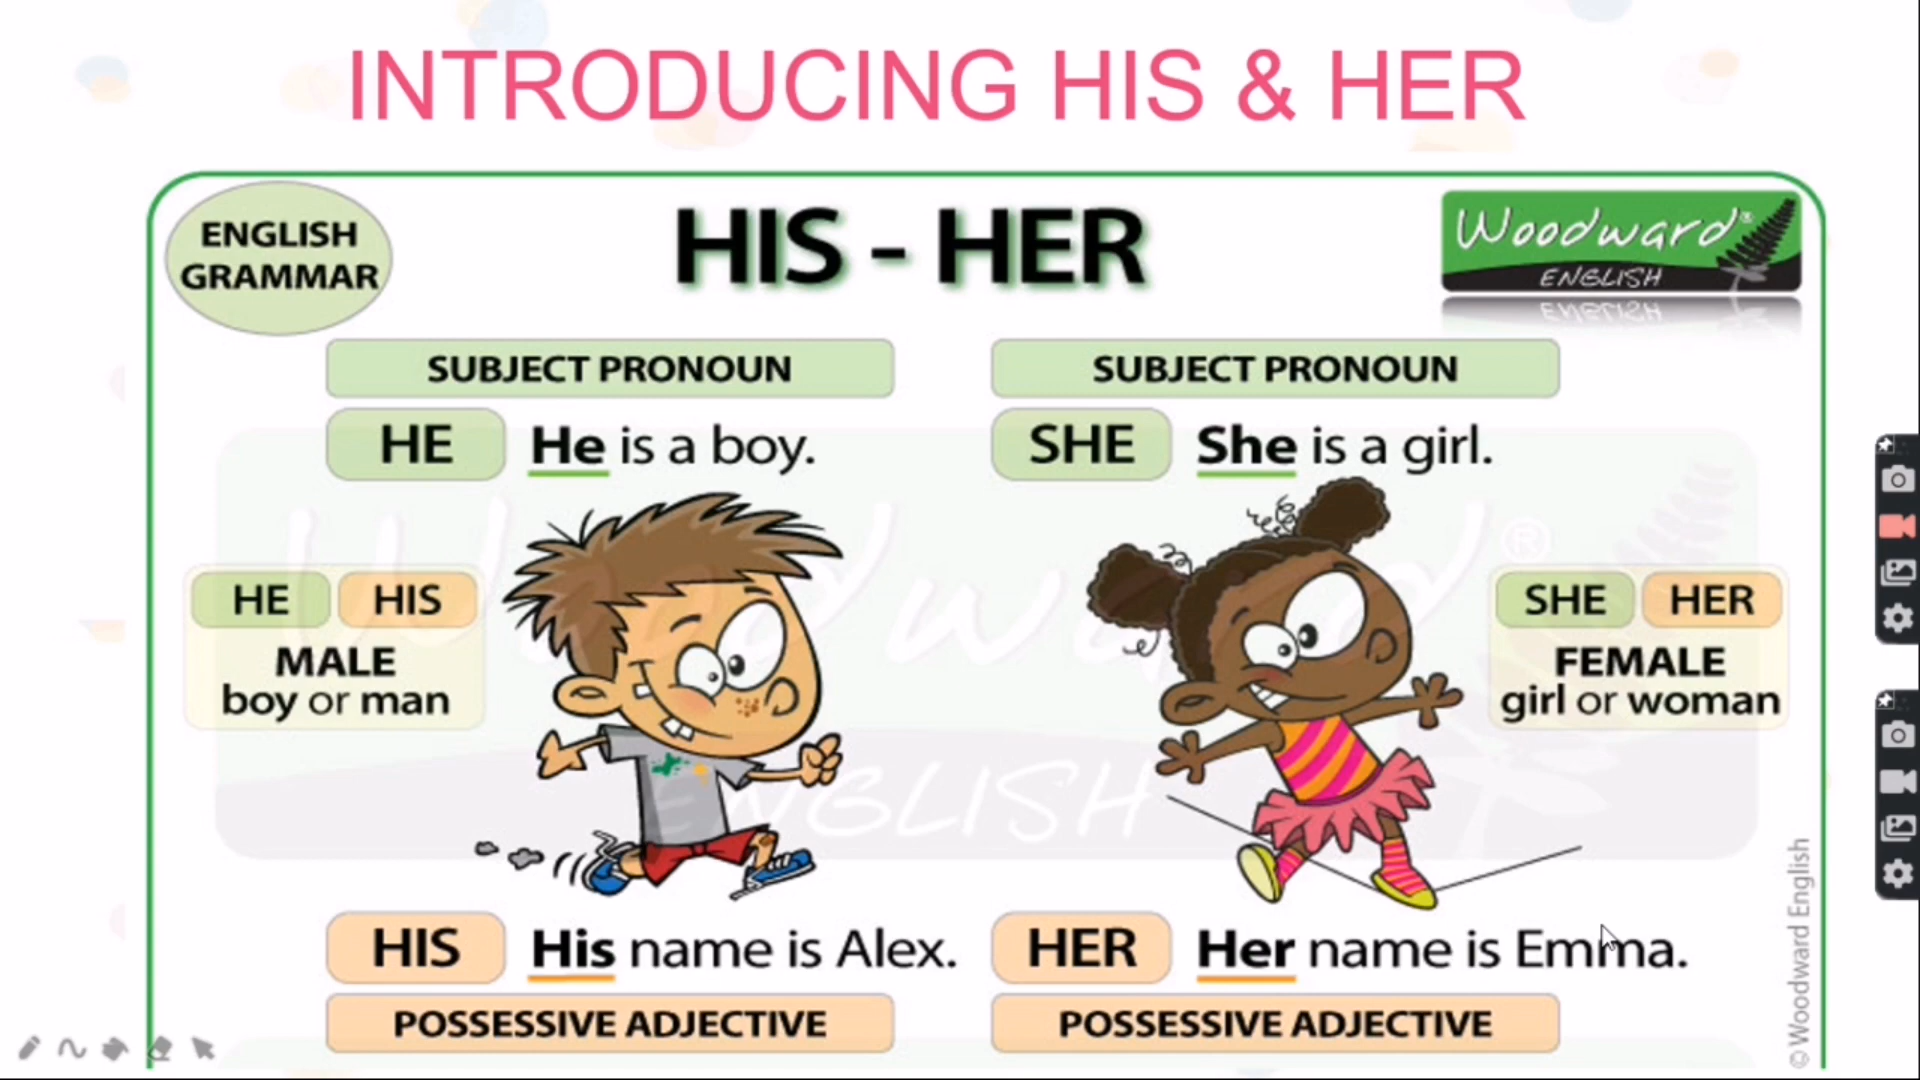 INTRODUCING HIS & HER
ENGLISH
GRAMMAR
HIS - HER
Woodward®
ENGLISH
SUBJECT PRONOUN
SUBJECT PRONOUN
HE
He is a boy.
SHE
She is a girl.
HE
HIS
MALE
boy or man
SHE
HER
FEMALE
girl or woman
Woodward®
ENGLISH
HIS
His name is Alex.
HER
Her name is Emma.
POSSESSIVE ADJECTIVE
POSSESSIVE ADJECTIVE
© Woodward English